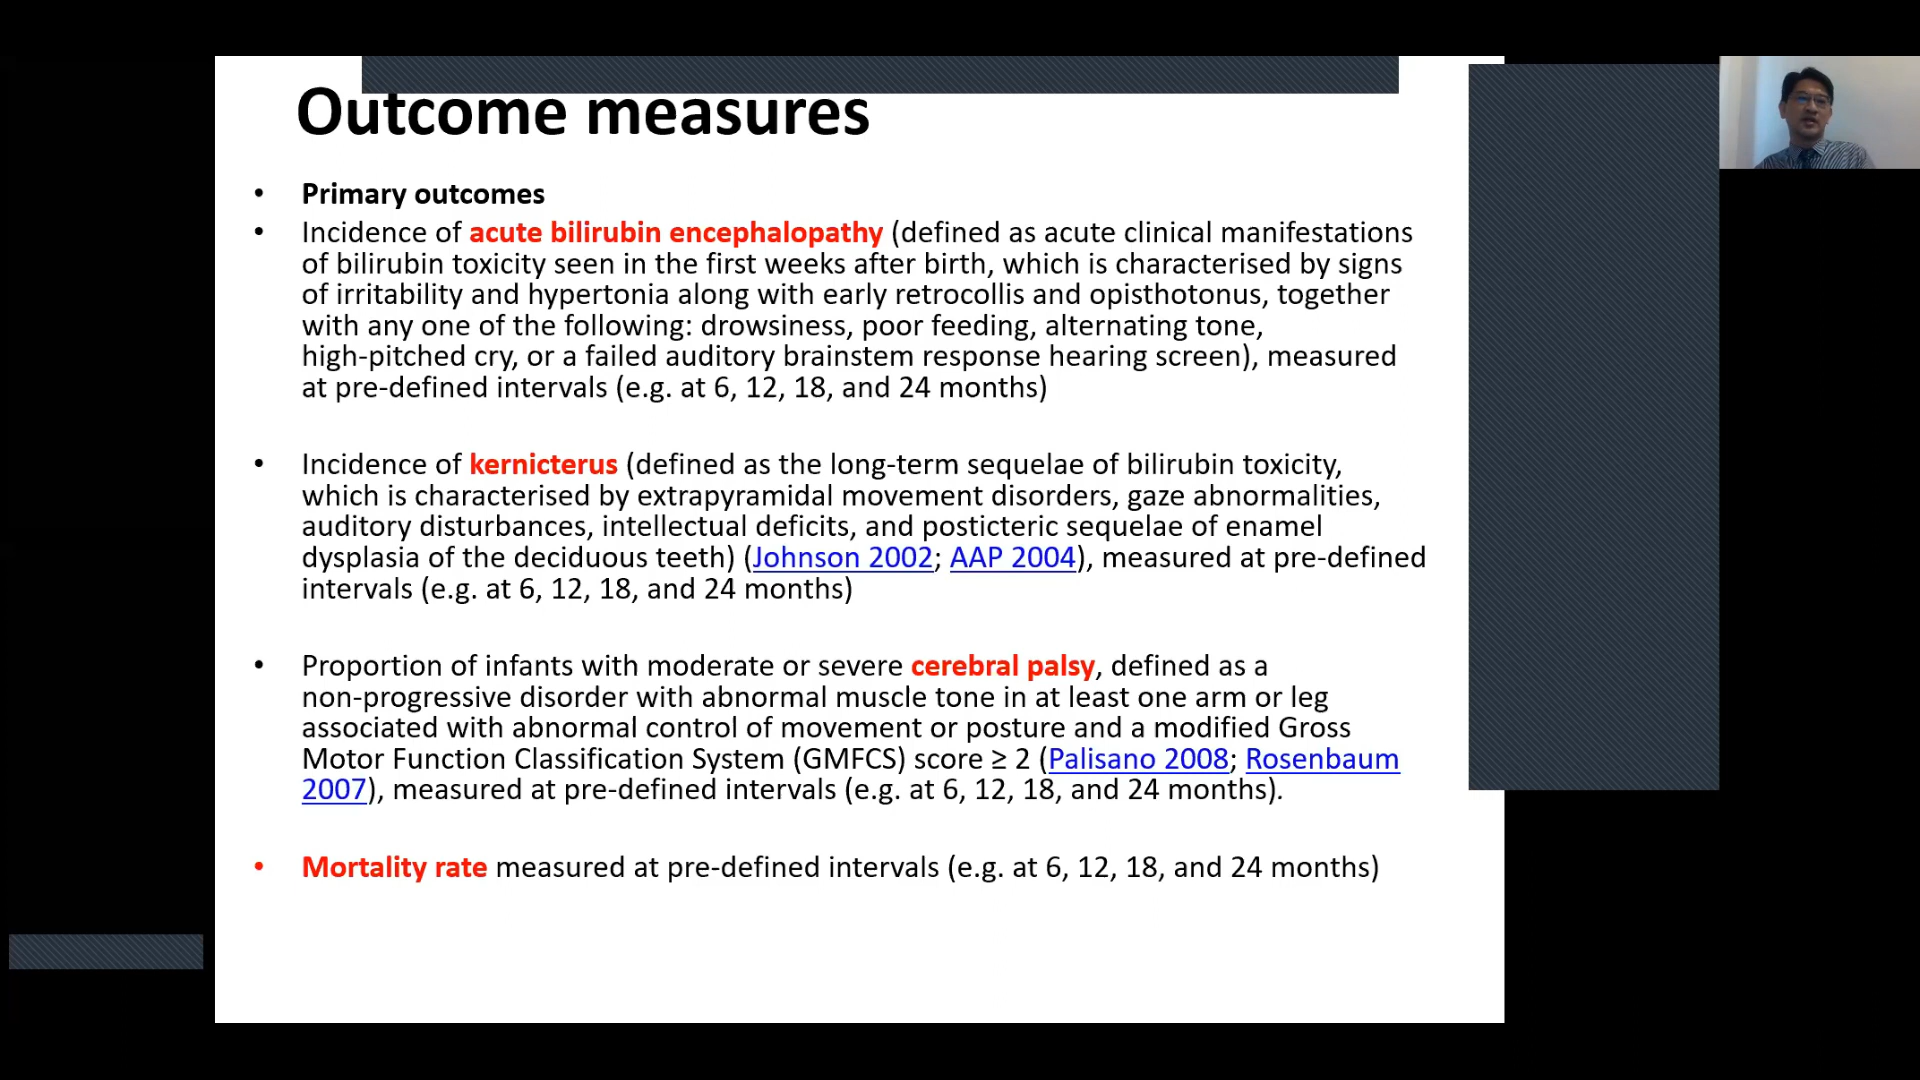 Outcome measures
• Primary outcomes
• Incidence of acute bilirubin encephalopathy (defined as acute clinical manifestations
of bilirubin toxicity seen in the first weeks after birth, which is characterised by signs
of irritability and hypertonia along with early retrocollis and opisthotonus, together
with any one of the following: drowsiness, poor feeding, alternating tone,
high-pitched cry, or a failed auditory brainstem response hearing screen), measured
at pre-defined intervals (e.g. at 6, 12, 18, and 24 months)
• Incidence of kernicterus (defined as the long-term sequelae of bilirubin toxicity,
which is characterised by extrapyramidal movement disorders, gaze abnormalities,
auditory disturbances, intellectual deficits, and posticteric sequelae of enamel
dysplasia of the deciduous teeth) (Johnson 2002; AAP 2004), measured at pre-defined
intervals (e.g. at 6, 12, 18, and 24 months)
• Proportion of infants with moderate or severe cerebral palsy, defined as a
non-progressive disorder with abnormal muscle tone in at least one arm or leg
associated with abnormal control of movement or posture and a modified Gross
Motor Function Classification System (GMFCS) score ≥ 2 (Palisano 2008; Rosenbaum
2007), measured at pre-defined intervals (e.g. at 6, 12, 18, and 24 months).
• Mortality rate measured at pre-defined intervals (e.g. at 6, 12, 18, and 24 months)